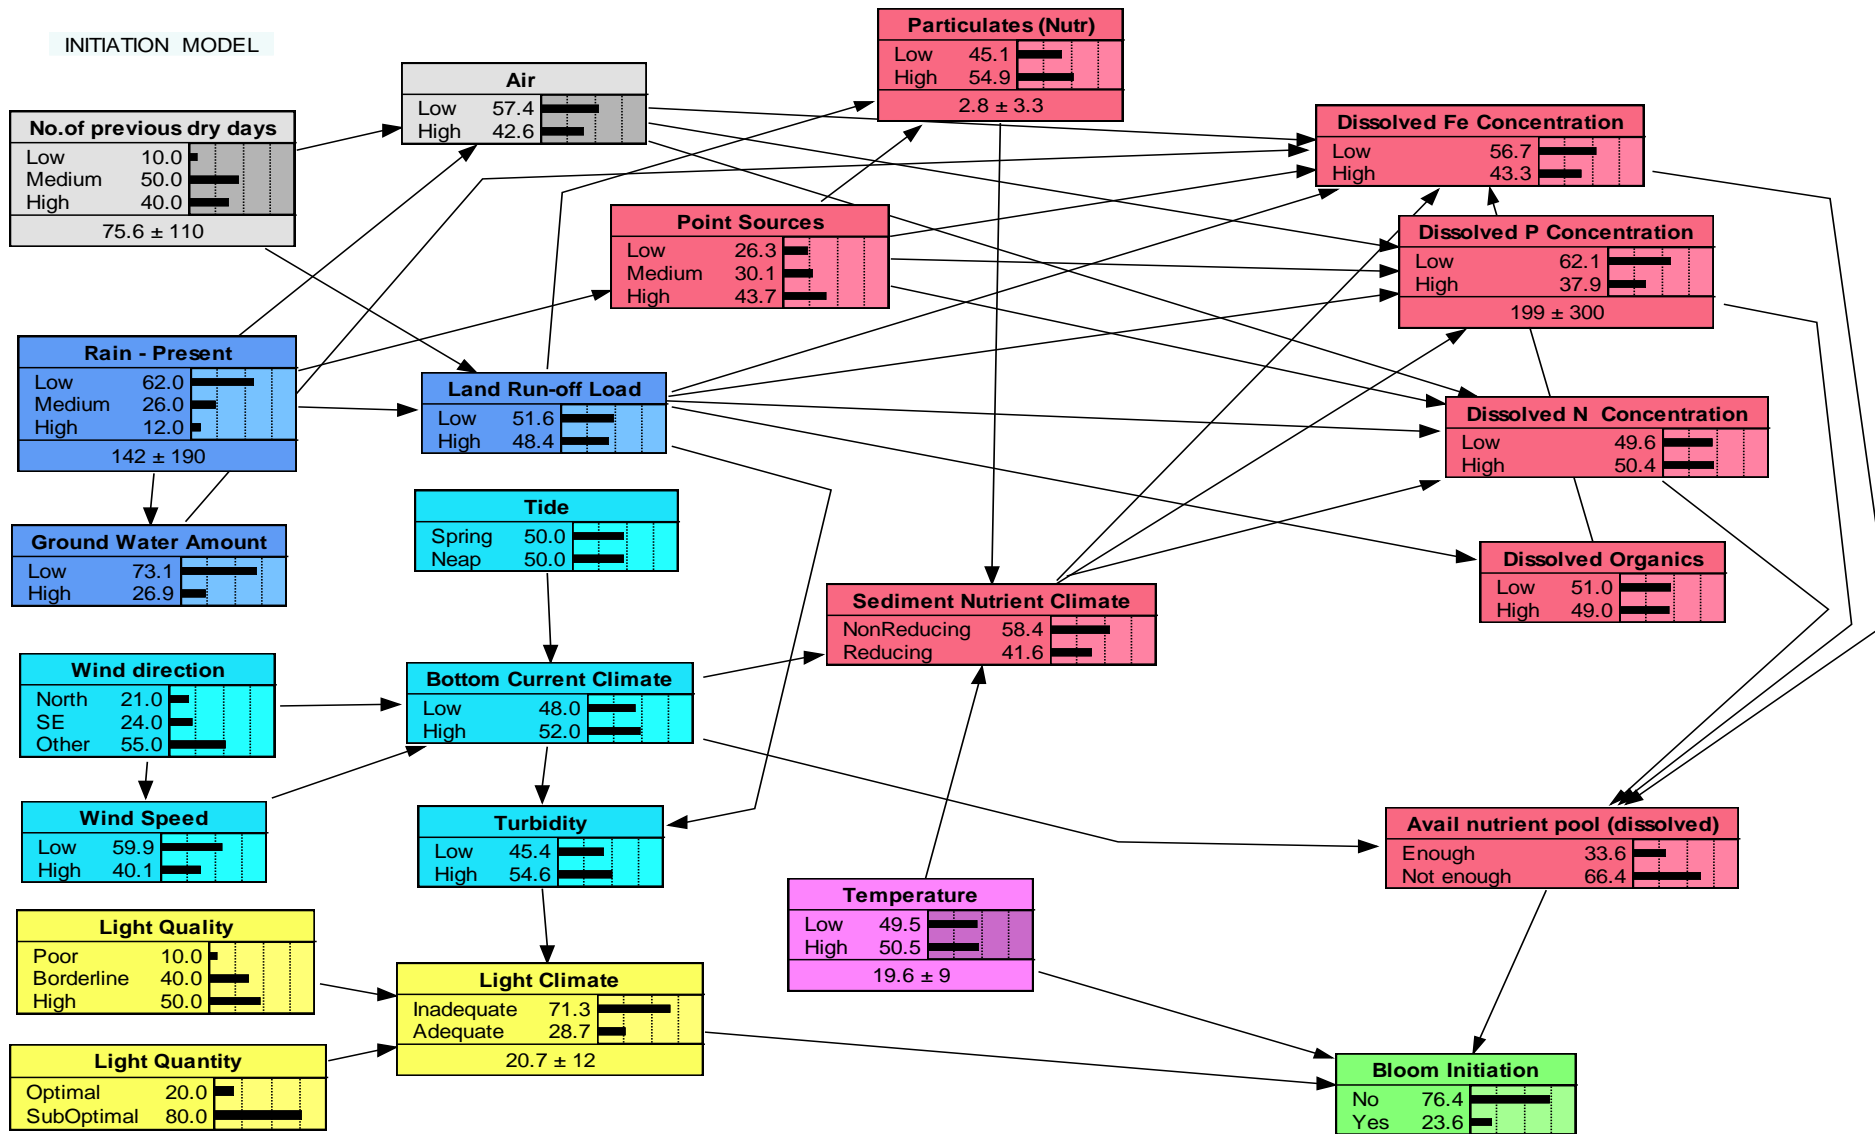 INITIATION MODEL
Particulates (Nutr)
Low 45.1
High 54.9
2.8 ± 3.3
Air
Low 57.4
High 42.6
No.of previous dry days
Low 10.0
Medium 50.0
High 40.0
75.6 ± 110
Dissolved Fe Concentration
Low 56.7
High 43.3
Point Sources
Low 26.3
Medium 30.1
High 43.7
Dissolved P Concentration
Low 62.1
High 37.9
199 ± 300
Rain - Present
Low 62.0
Medium 26.0
High 12.0
142 ± 190
Land Run-off Load
Low 51.6
High 48.4
Dissolved N Concentration
Low 49.6
High 50.4
Tide
Spring 50.0
Neap 50.0
Ground Water Amount
Low 73.1
High 26.9
Dissolved Organics
Low 51.0
High 49.0
Sediment Nutrient Climate
NonReducing 58.4
Reducing 41.6
Wind direction
North 21.0
SE 24.0
Other 55.0
Bottom Current Climate
Low 48.0
High 52.0
Wind Speed
Low 59.9
High 40.1
Turbidity
Low 45.4
High 54.6
Avail nutrient pool (dissolved)
Enough 33.6
Not enough 66.4
Temperature
Low 49.5
High 50.5
19.6 ± 9
Light Quality
Poor 10.0
Borderline 40.0
High 50.0
Light Climate
Inadequate 71.3
Adequate 28.7
20.7 ± 12
Light Quantity
Optimal 20.0
SubOptimal 80.0
Bloom Initiation
No 76.4
Yes 23.6